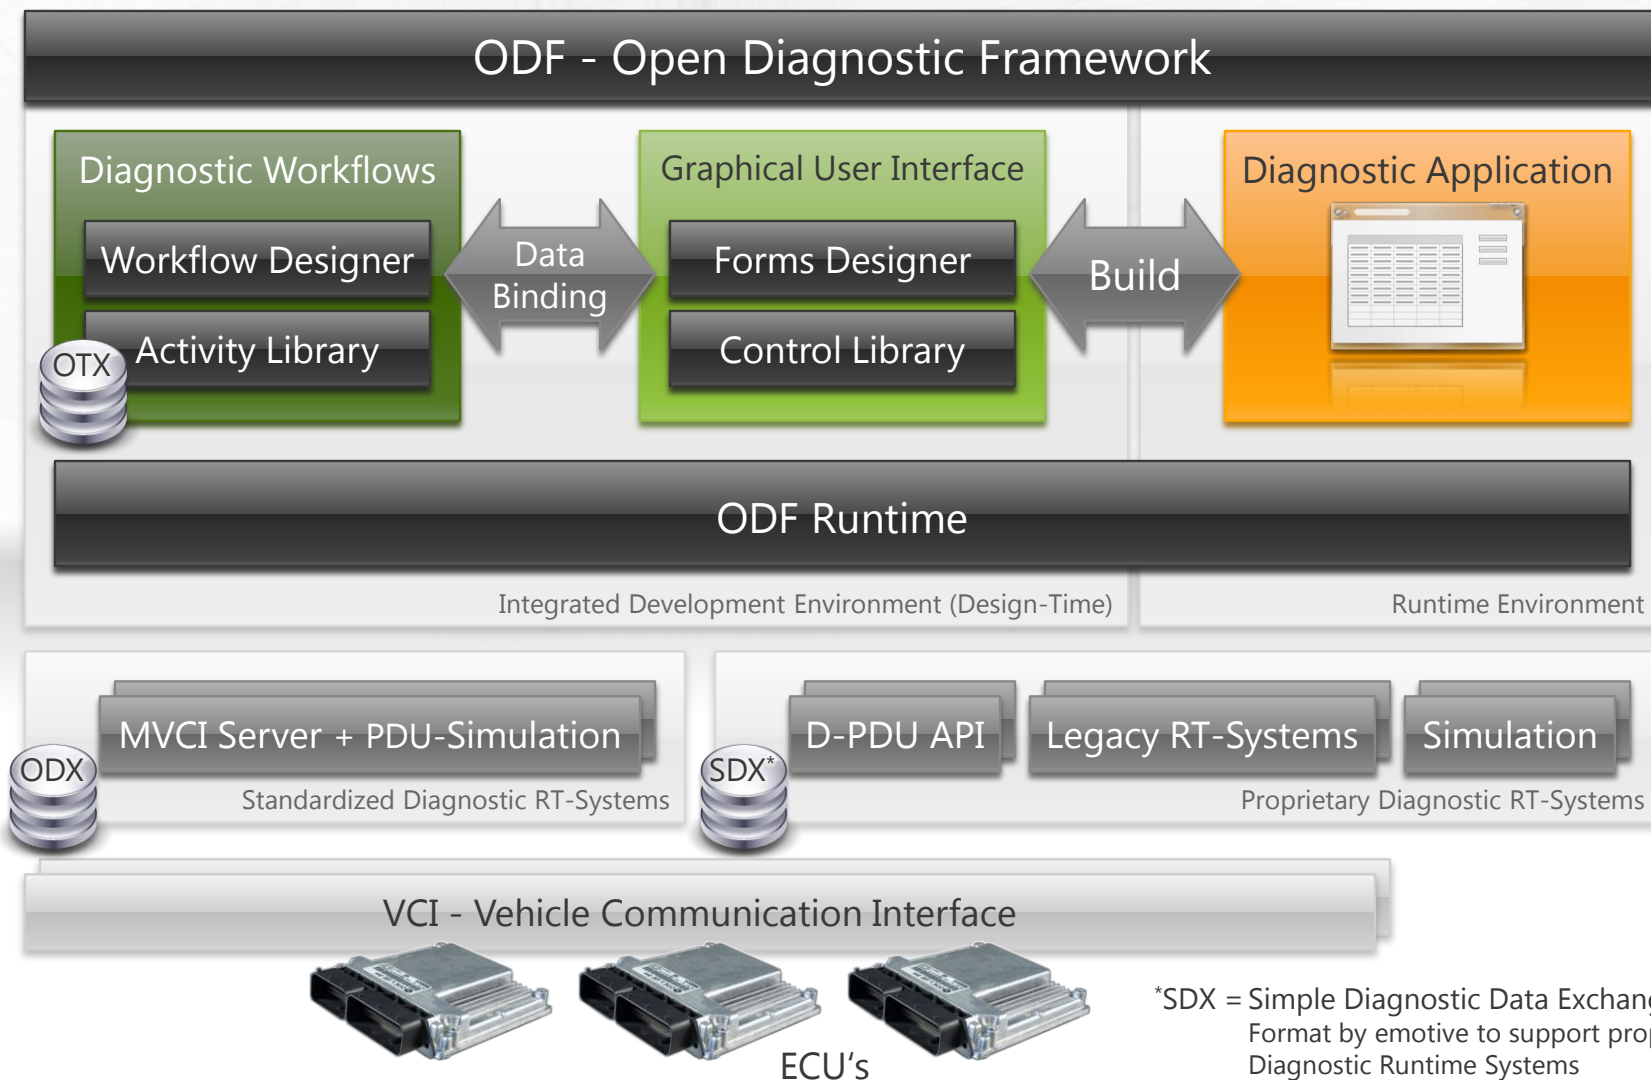 ODF - Open Diagnostic Framework
Diagnostic Workflows
Workflow Designer
Activity Library
OTX
Data
Binding
Graphical User Interface
Forms Designer
Control Library
Build
Diagnostic Application
ODF Runtime
Integrated Development Environment (Design-Time)
Runtime Environment
MVCI Server + PDU-Simulation
ODX
Standardized Diagnostic RT-Systems
D-PDU API
Legacy RT-Systems
Simulation
SDX*
Proprietary Diagnostic RT-Systems
VCI - Vehicle Communication Interface
ECU‘s
*SDX = Simple Diagnostic Data
Format by emotive to support
Diagnostic Runtime Systems